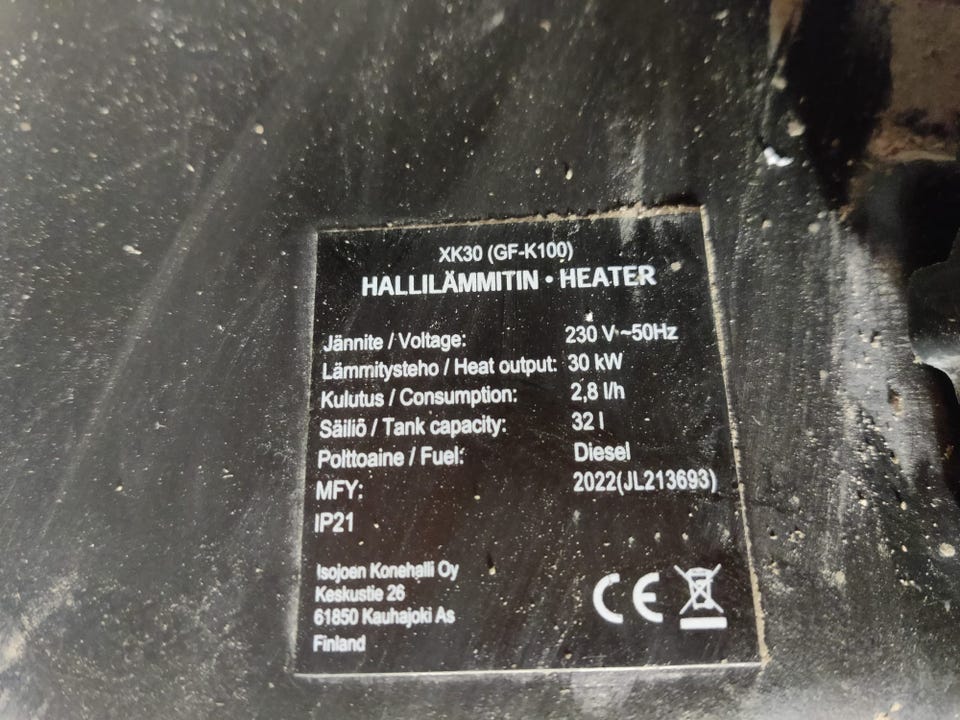 XK30 (GF-K100)
HALLILÄMMITIN • HEATER
Jännite / Voltage: 230 V ~50Hz
Lämmitysteho / Heat output: 30 kW
Kulutus / Consumption: 2,8 l/h
Säiliö / Tank capacity: 32 l
Polttoaine / Fuel: Diesel
MFY: 2022(JL213693)
IP21
Isojoen Konehalli Oy
Keskustie 26
61850 Kauhajoki As
Finland
CE